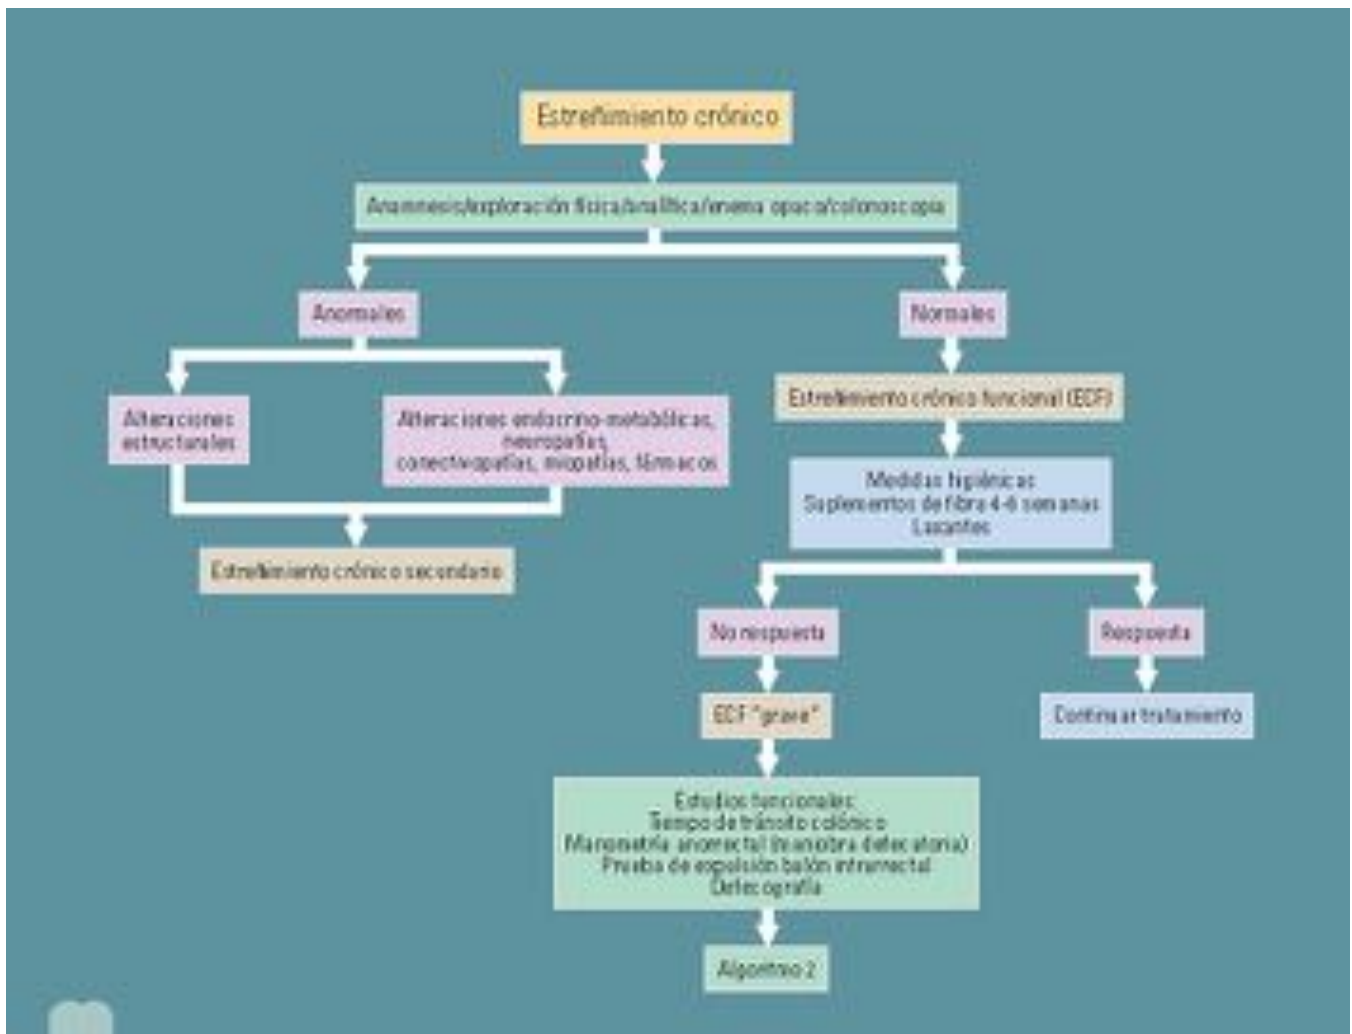 Estreñimiento crónico
Anamnesis/exploración física/analítica/enema opaco/colonoscopia
Anormales
Normales
Alteraciones
estructurales
Alteraciones endocrino-metabólicas,
neuropatías,
conectivopatías, miopatías, fármacos
Estreñimiento crónico funcional (ECF)
Medidas higiénicas
Suplementos de fibra 4-6 semanas
Laxantes
Estreñimiento crónico secundario
No respuesta
Respuesta
ECF "grave"
Continuar tratamiento
Estudios funcionales
Tiempo de tránsito colónico
Manometría anorrectal (maniobra defecatoria)
Prueba de expulsión balón intrarrectal
Defecografía
Algoritmo 2